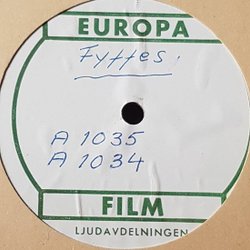 EUROPA
Fyffes.
A 1035
A 1034
FILM
LJUDAVDELNINGEN